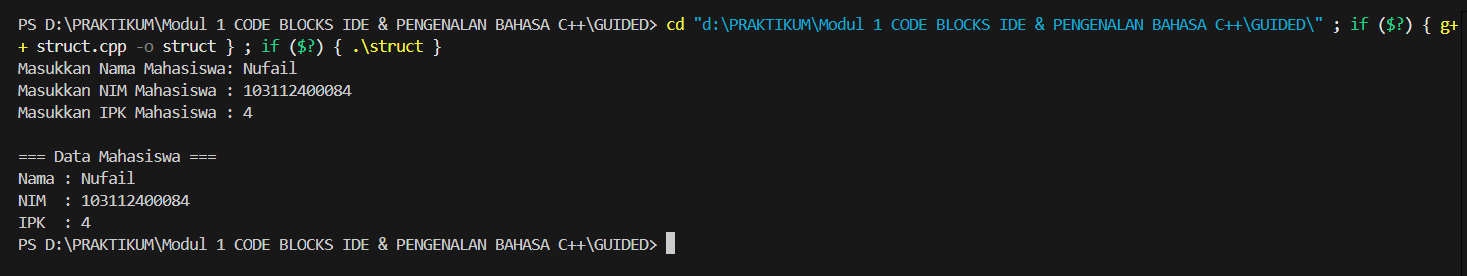 PS D:\PRAKTIKUM\Modul 1 CODE BLOCKS IDE & PENGENALAN BAHASA C++\GUIDED> cd "d:\PRAKTIKUM\Modul 1 CODE BLOCKS IDE & PENGENALAN BAHASA C++\GUIDED\" ; if ($?) { g+
+ struct.cpp -o struct } ; if ($?) { .\struct }
Masukkan Nama Mahasiswa: Nufail
Masukkan NIM Mahasiswa : 103112400084
Masukkan IPK Mahasiswa : 4

=== Data Mahasiswa ===
Nama : Nufail
NIM  : 103112400084
IPK  : 4
PS D:\PRAKTIKUM\Modul 1 CODE BLOCKS IDE & PENGENALAN BAHASA C++\GUIDED>